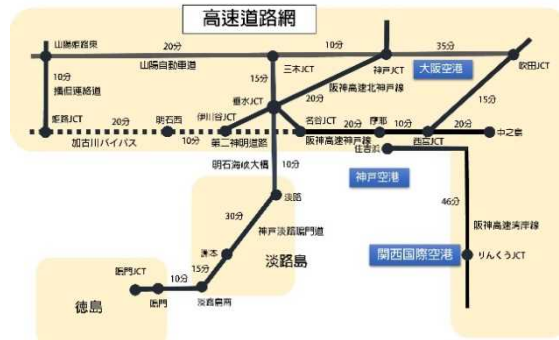 高速道路網
山陽姫路東
20分
10分
35分
山陽自動車道
三木JCT
神戸JCT
大阪空港
吹田JCT
10分
播但連絡道
15分
20分
阪神高速北神戸線
垂水JCT
15分
姫路JCT
20分
明石西
伊川谷JCT
名谷JCT
摩耶
加古川バイパス
10分
第二神明道路
20分
10分
20分
中之島
阪神高速神戸線
西宮JCT
住吉浜
明石海峡大橋
10分
神戸空港
淡路
46分
30分
神戸淡路鳴門道
阪神高速湾岸線
洲本
淡路島
関西国際空港
りんくうJCT
鳴門JCT
10分
15分
鳴門
淡路島南
徳島